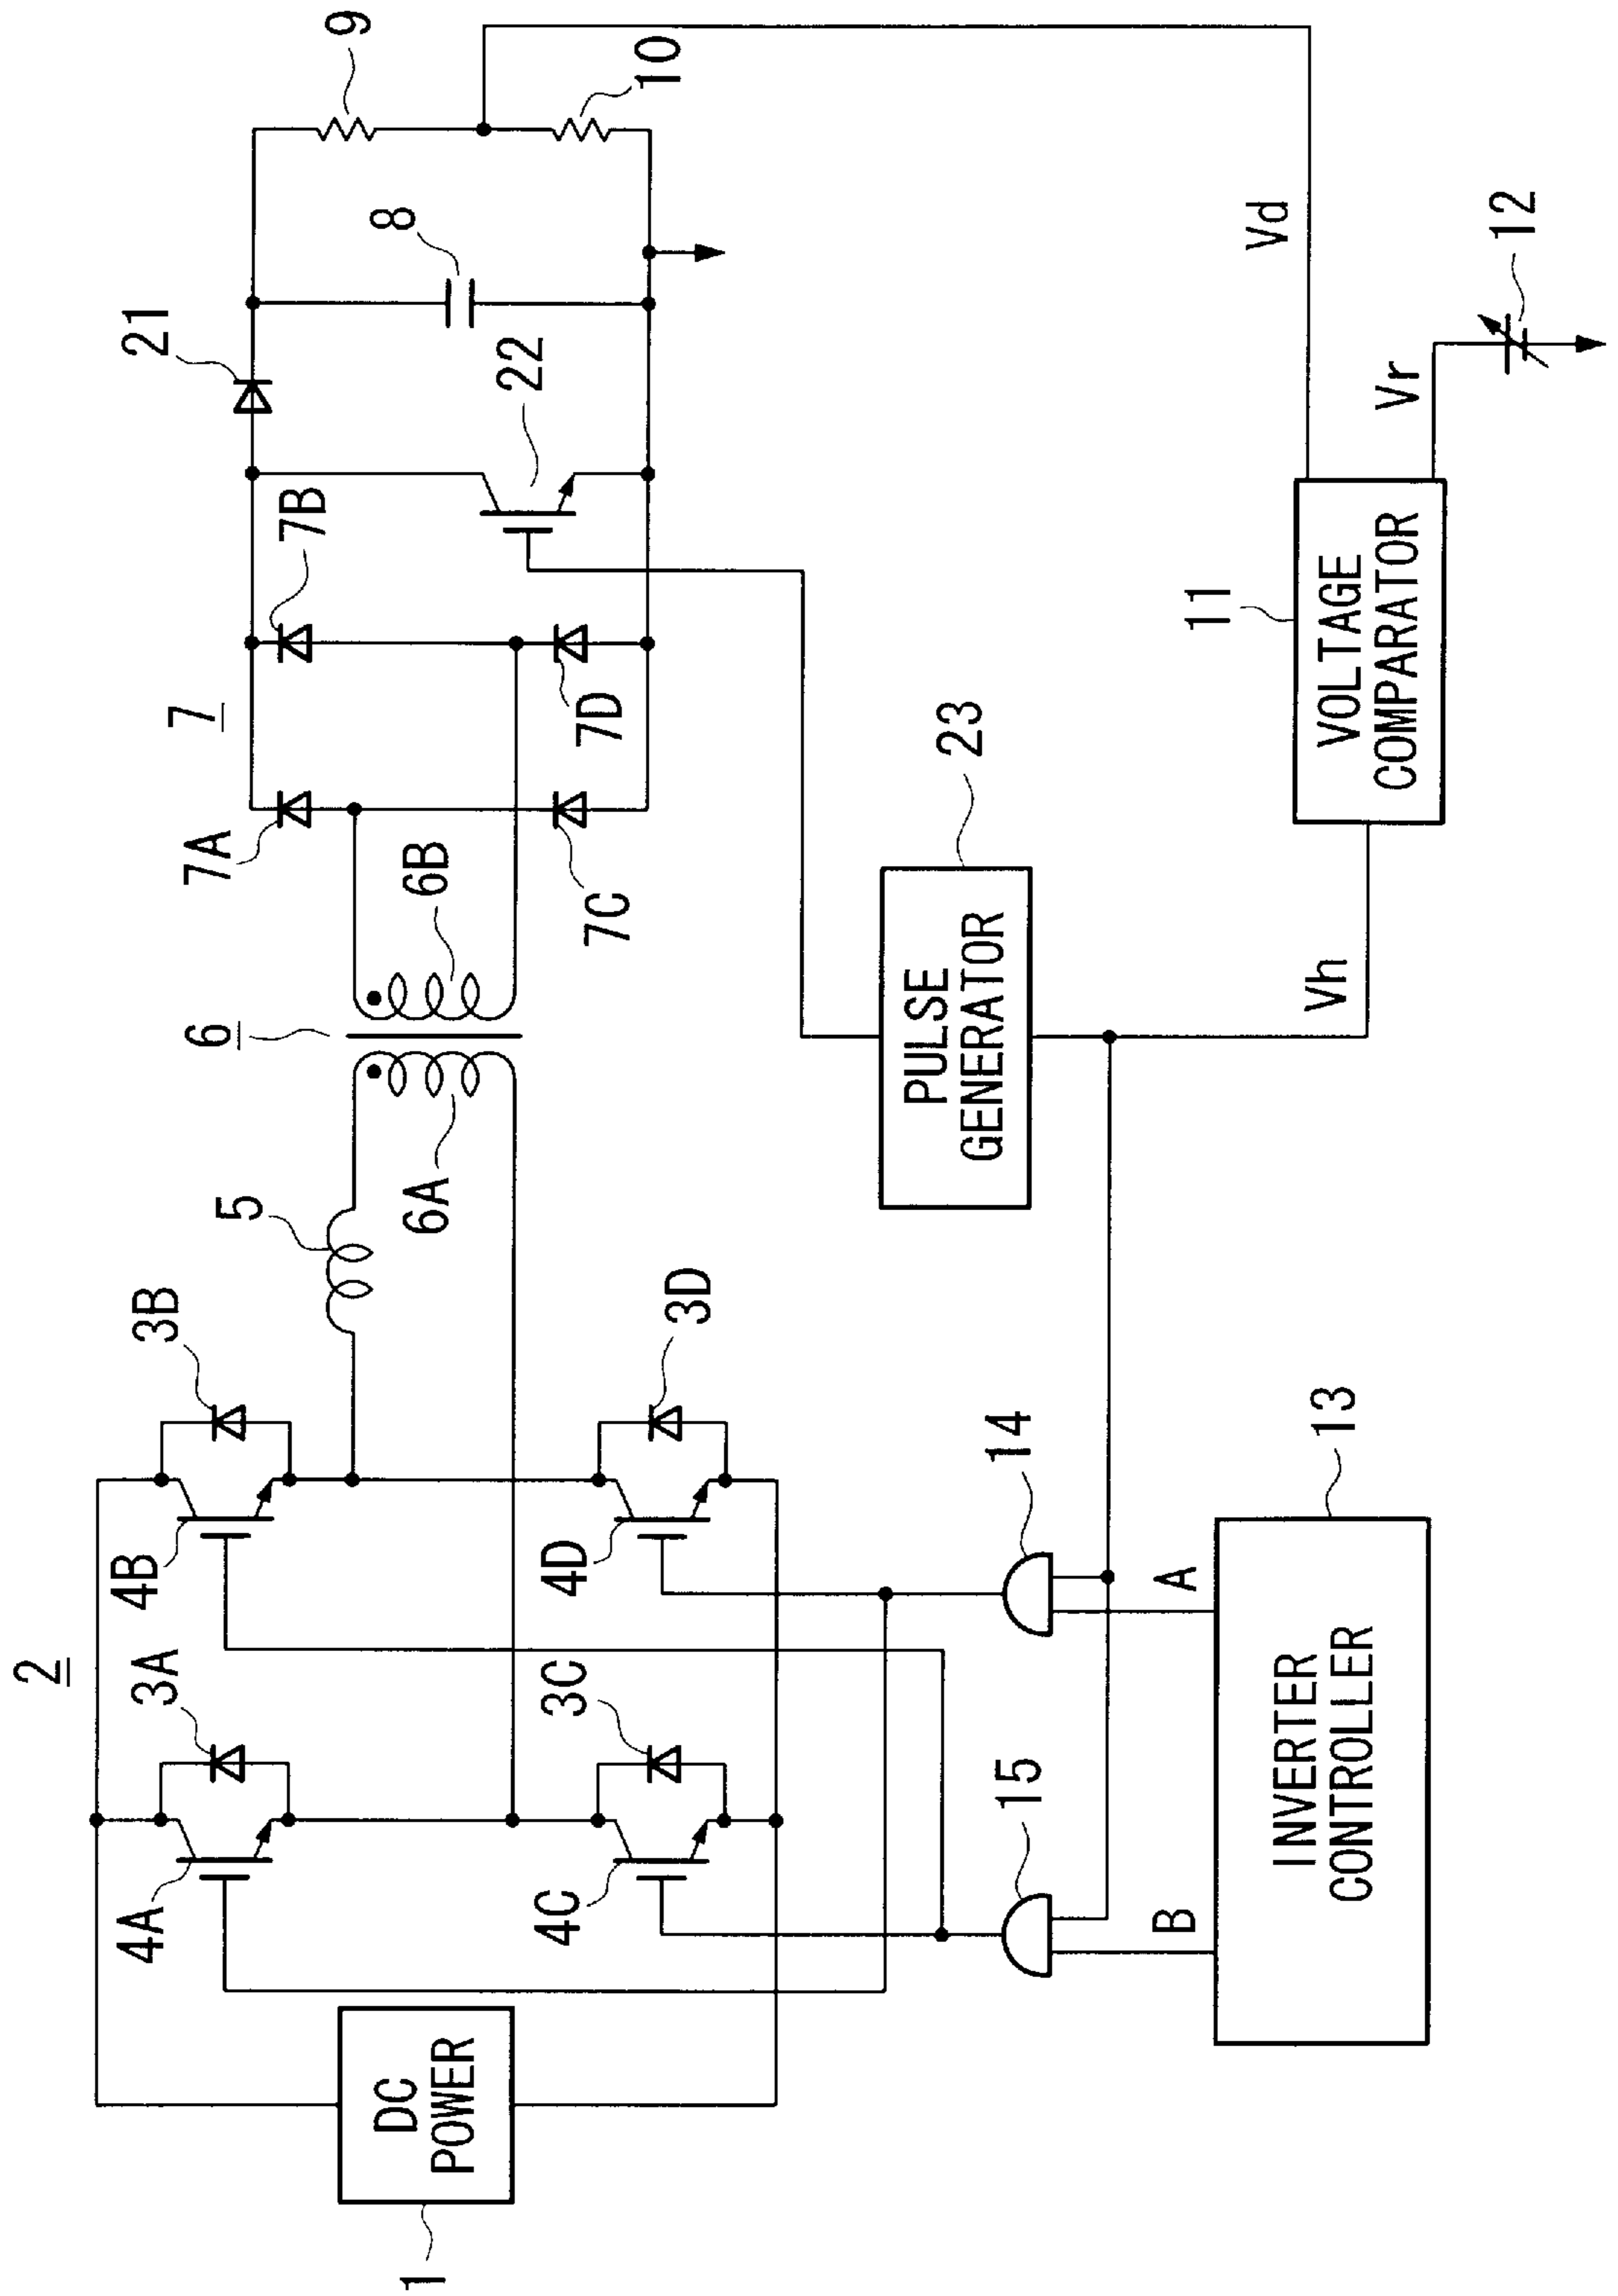 2
3A
3B
4A
4B
3C
3D
4C
4D
DC
POWER
1
5
6
6A
6B
7
7A
7B
7C
7D
21
22
8
9
10
PULSE
GENERATOR
23
14
15
A
B
INVERTER
CONTROLLER
13
VOLTAGE
COMPARATOR
11
Vh
Vd
Vr
12